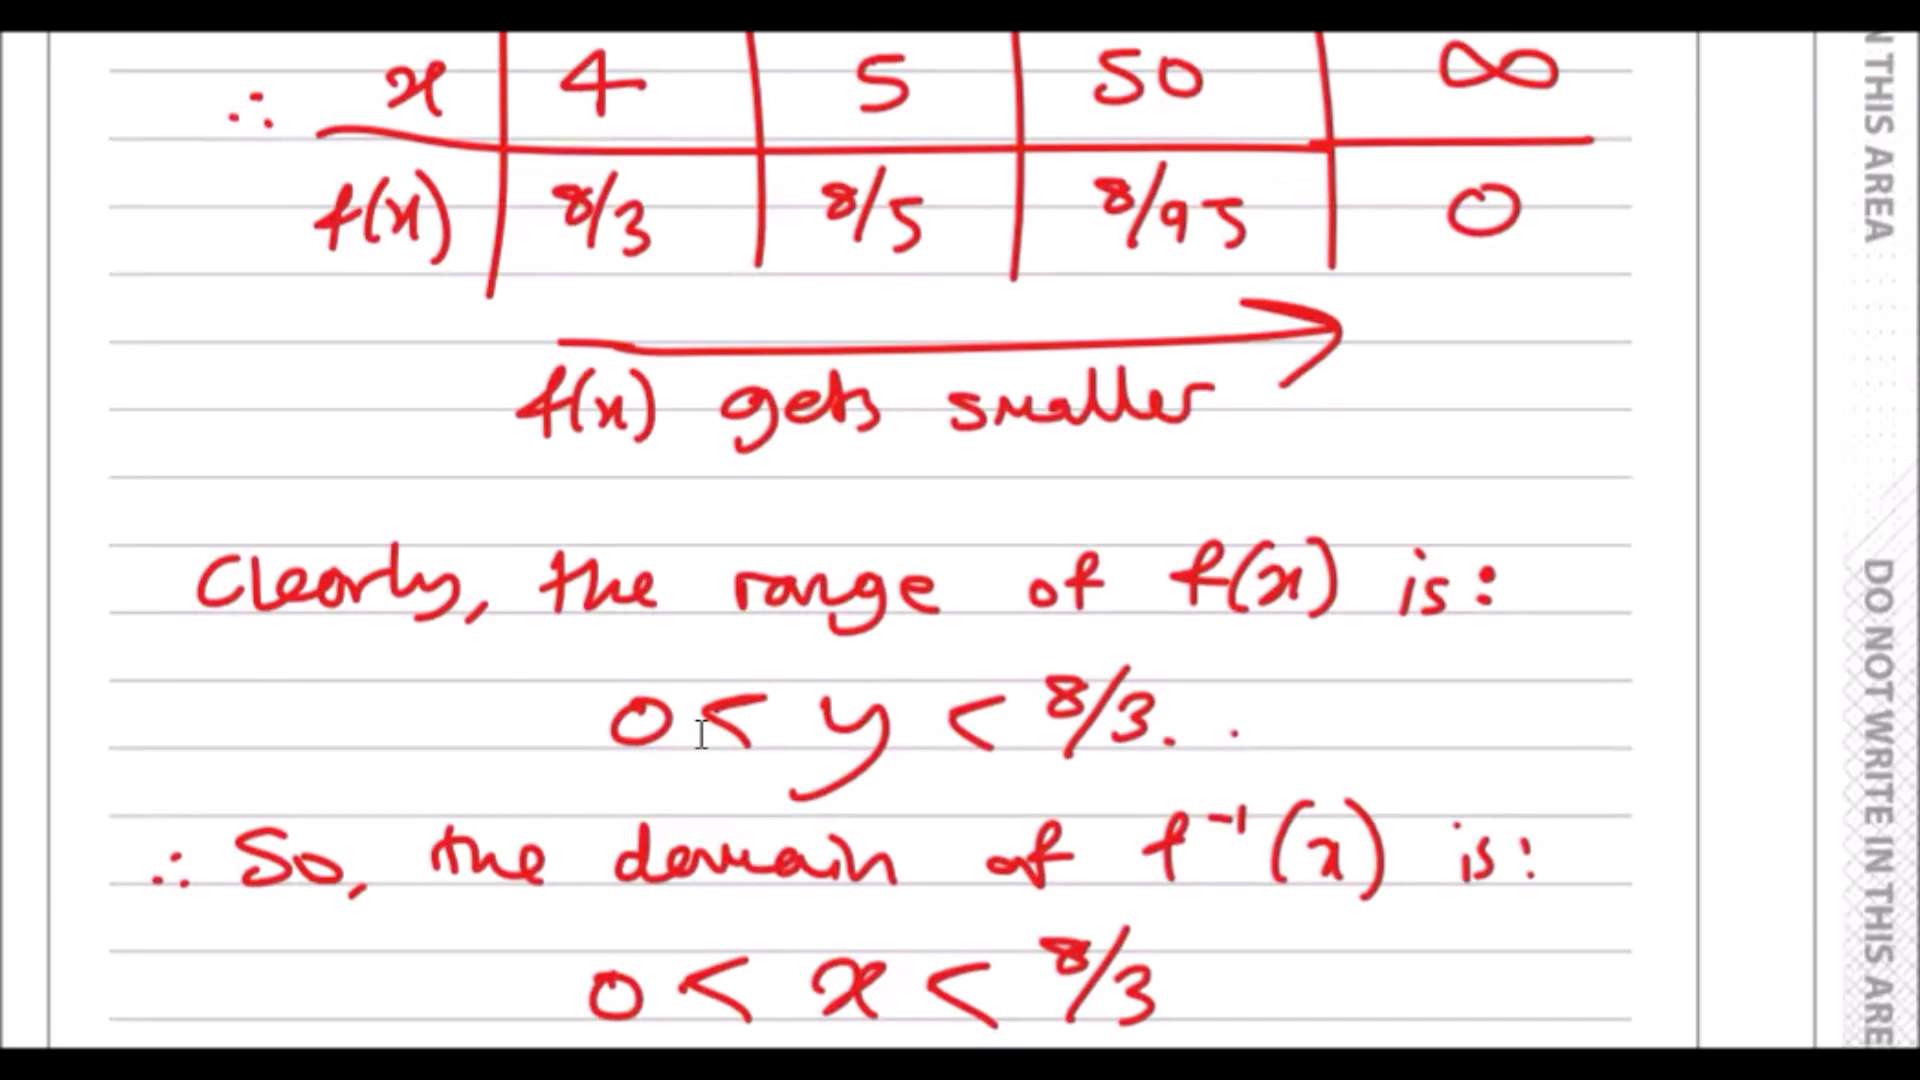 ∴ x 4 5 50 ∞
f(x) 8/3 8/5 8/95 0
f(x) gets smaller
Clearly, the range of f(x) is:
0 < y < 8/3.
∴ So, the domain of f⁻¹(x) is:
0 < x < 8/3
N THIS AREA
DO NOT WRITE IN THIS ARE